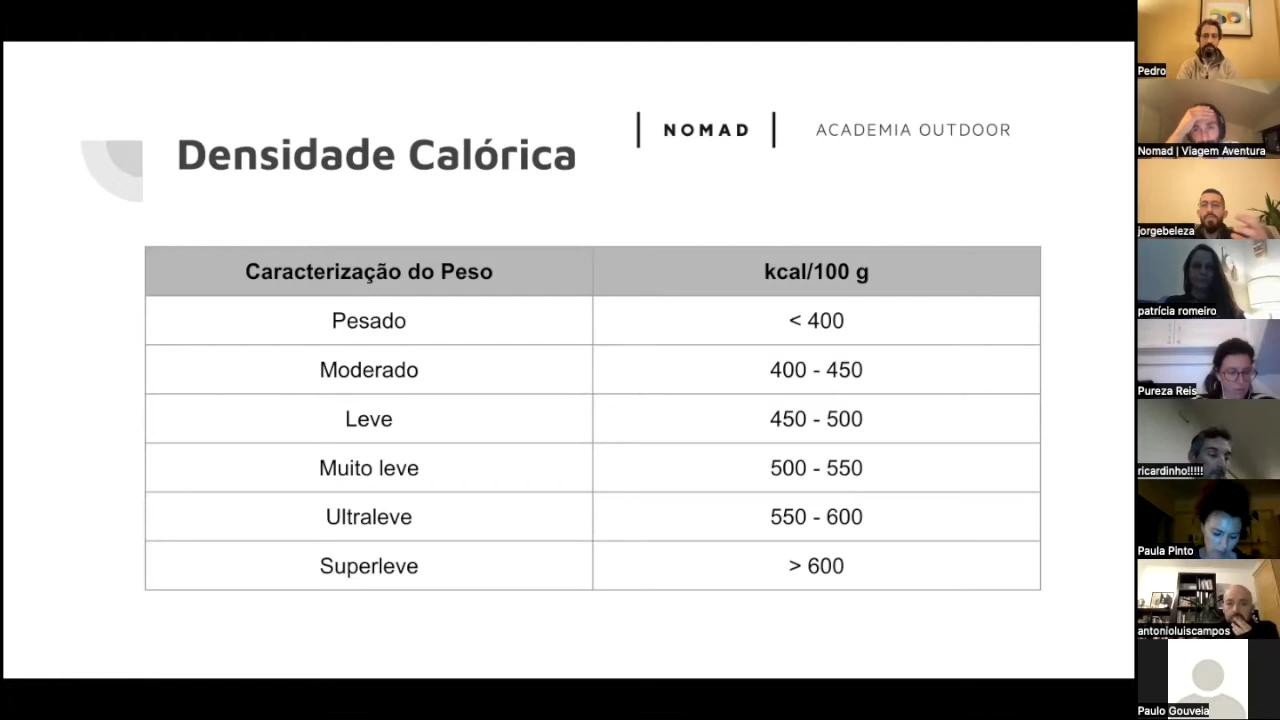 NOMAD ACADEMIA OUTDOOR
Densidade Calórica
Caracterização do Peso kcal/100 g
Pesado < 400
Moderado 400 - 450
Leve 450 - 500
Muito leve 500 - 550
Ultraleve 550 - 600
Superleve > 600
Pedro
Nomad | Viagem Aventura
jorgebeleza
patrícia romeiro
Pureza Reis
ricardinho!!!!!
Paula Pinto
antonioluiscampos
Paulo Gouveia